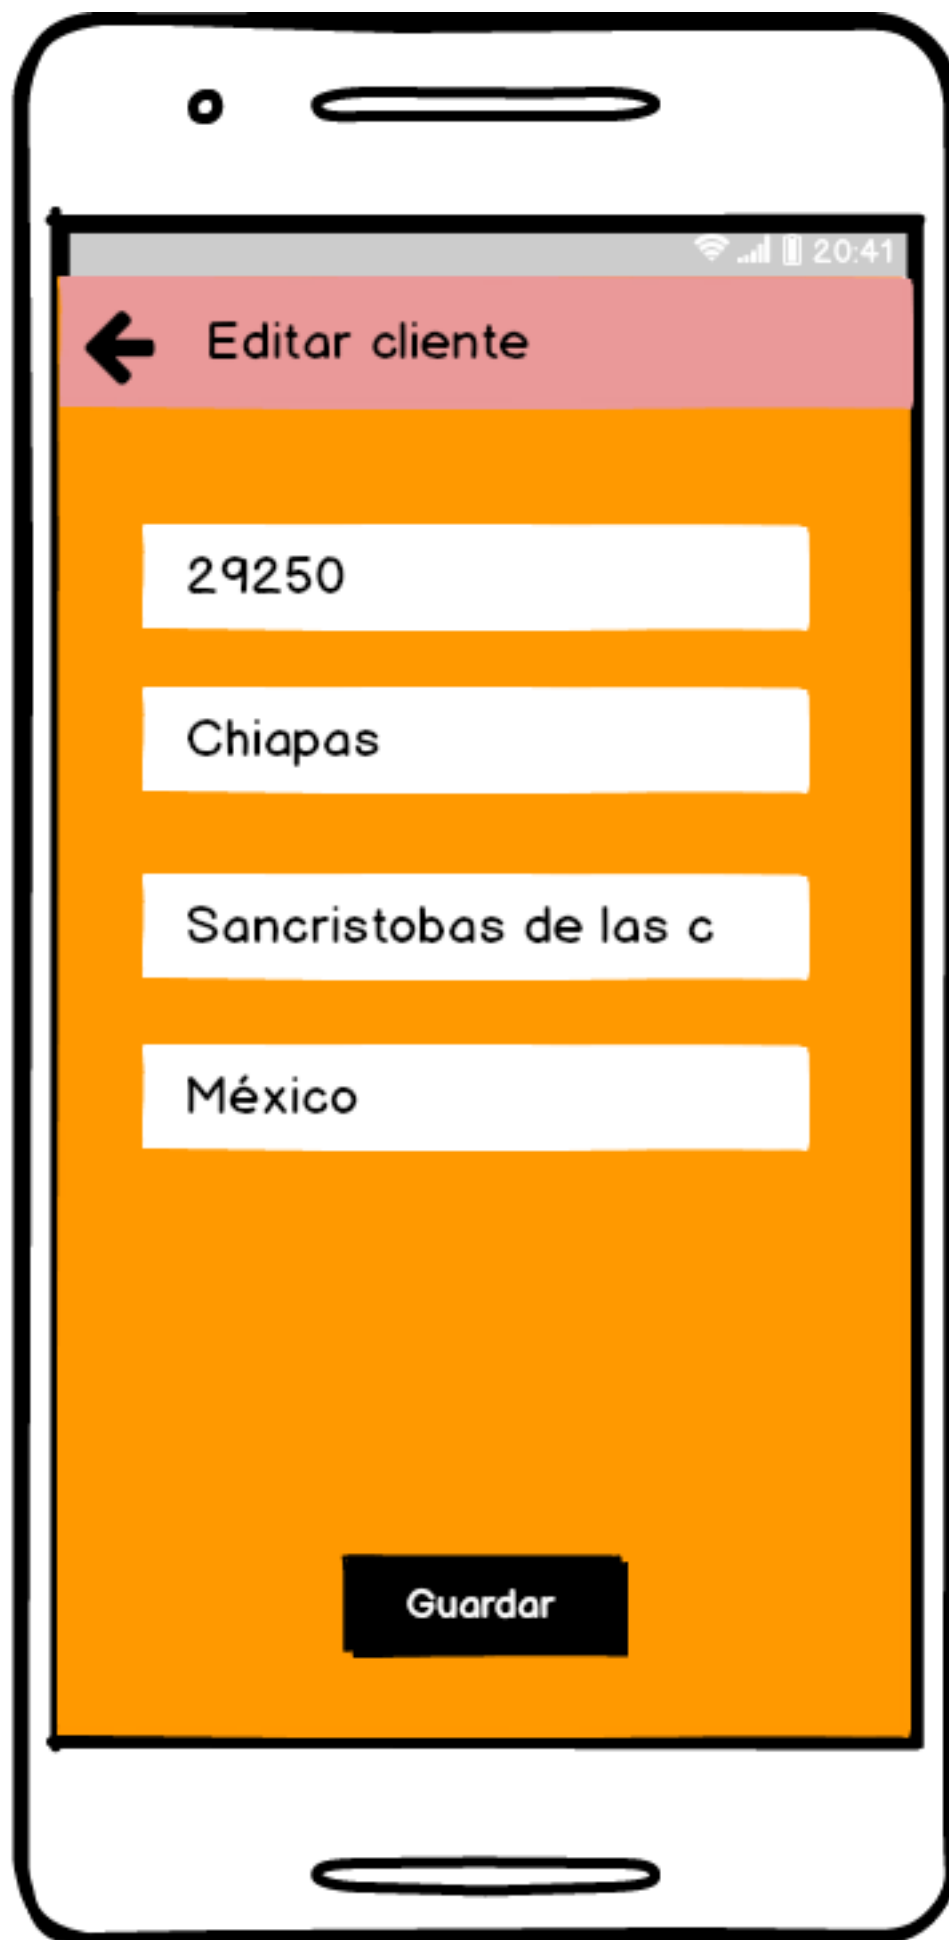 20:41
Editar cliente
29250
Chiapas
Sancristobas de las c
México
Guardar